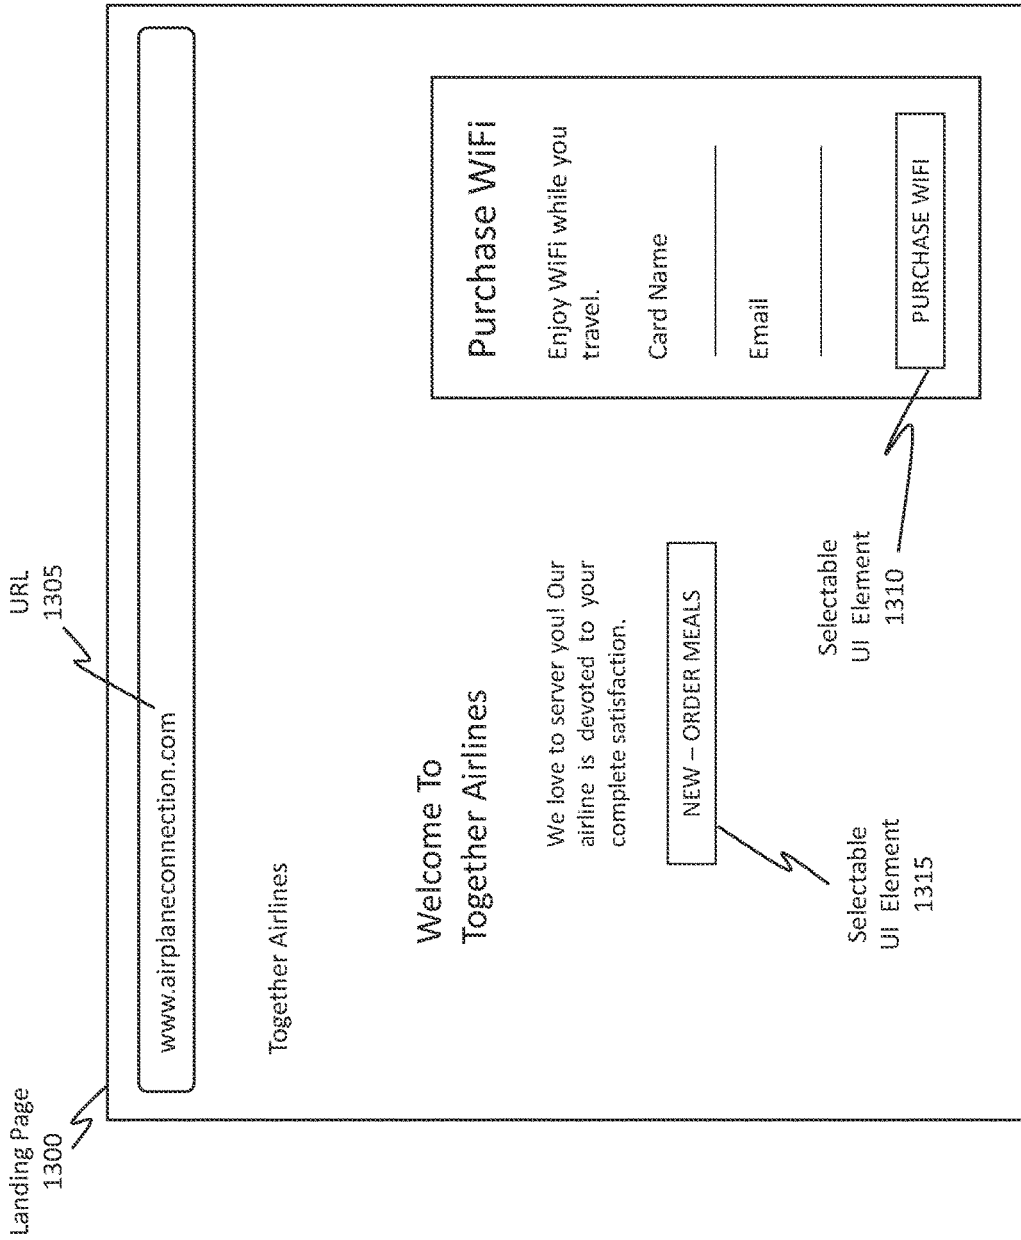 Landing Page
1300
URL
1305
www.airplaneconnection.com
Together Airlines
Welcome To
Together Airlines
We love to server you! Our
airline is devoted to your
complete satisfaction.
NEW – ORDER MEALS
Selectable
UI Element
1315
Purchase WiFi
Enjoy WiFi while you
travel.
Card Name
Email
PURCHASE WIFI
Selectable
UI Element
1310